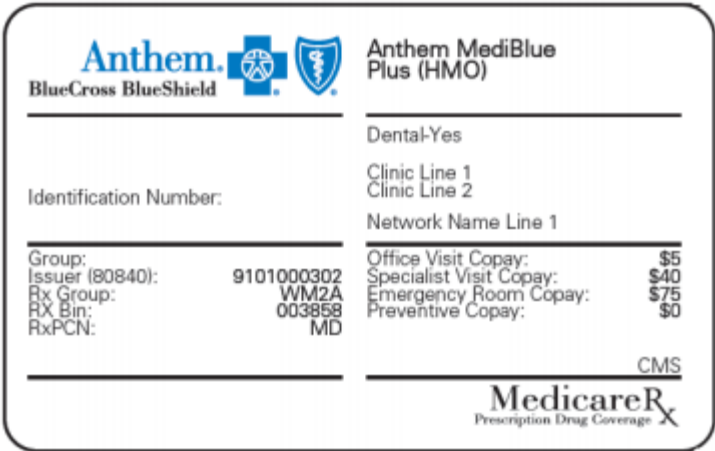 Anthem.
BlueCross BlueShield
Anthem MediBlue
Plus (HMO)
Dental-Yes
Clinic Line 1
Clinic Line 2
Identification Number:
Network Name Line 1
Group:
Issuer (80840): 9101000302
Rx Group: WM2A
RX Bin: 003858
RxPCN: MD
Office Visit Copay: $5
Specialist Visit Copay: $40
Emergency Room Copay: $75
Preventive Copay: $0
CMS
MedicareRx
Prescription Drug Coverage